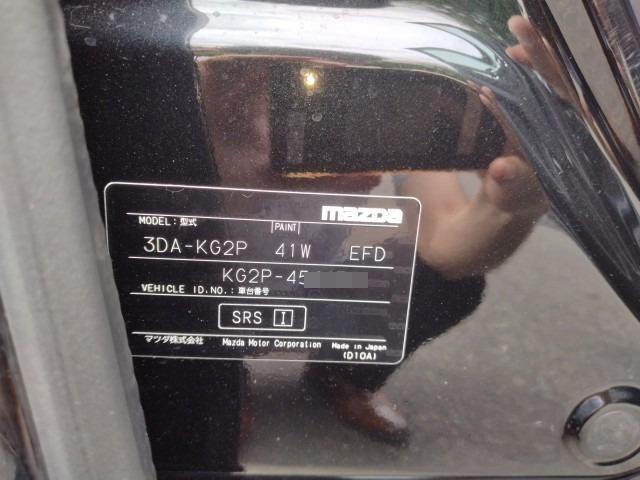 mazda
MODEL: 型式 PAINT
3DA-KG2P 41W EFD
KG2P-45
VEHICLE ID.NO.: 車台番号
SRS I
マツダ株式会社 Mazda Motor Corporation Made in Japan
(D10A)